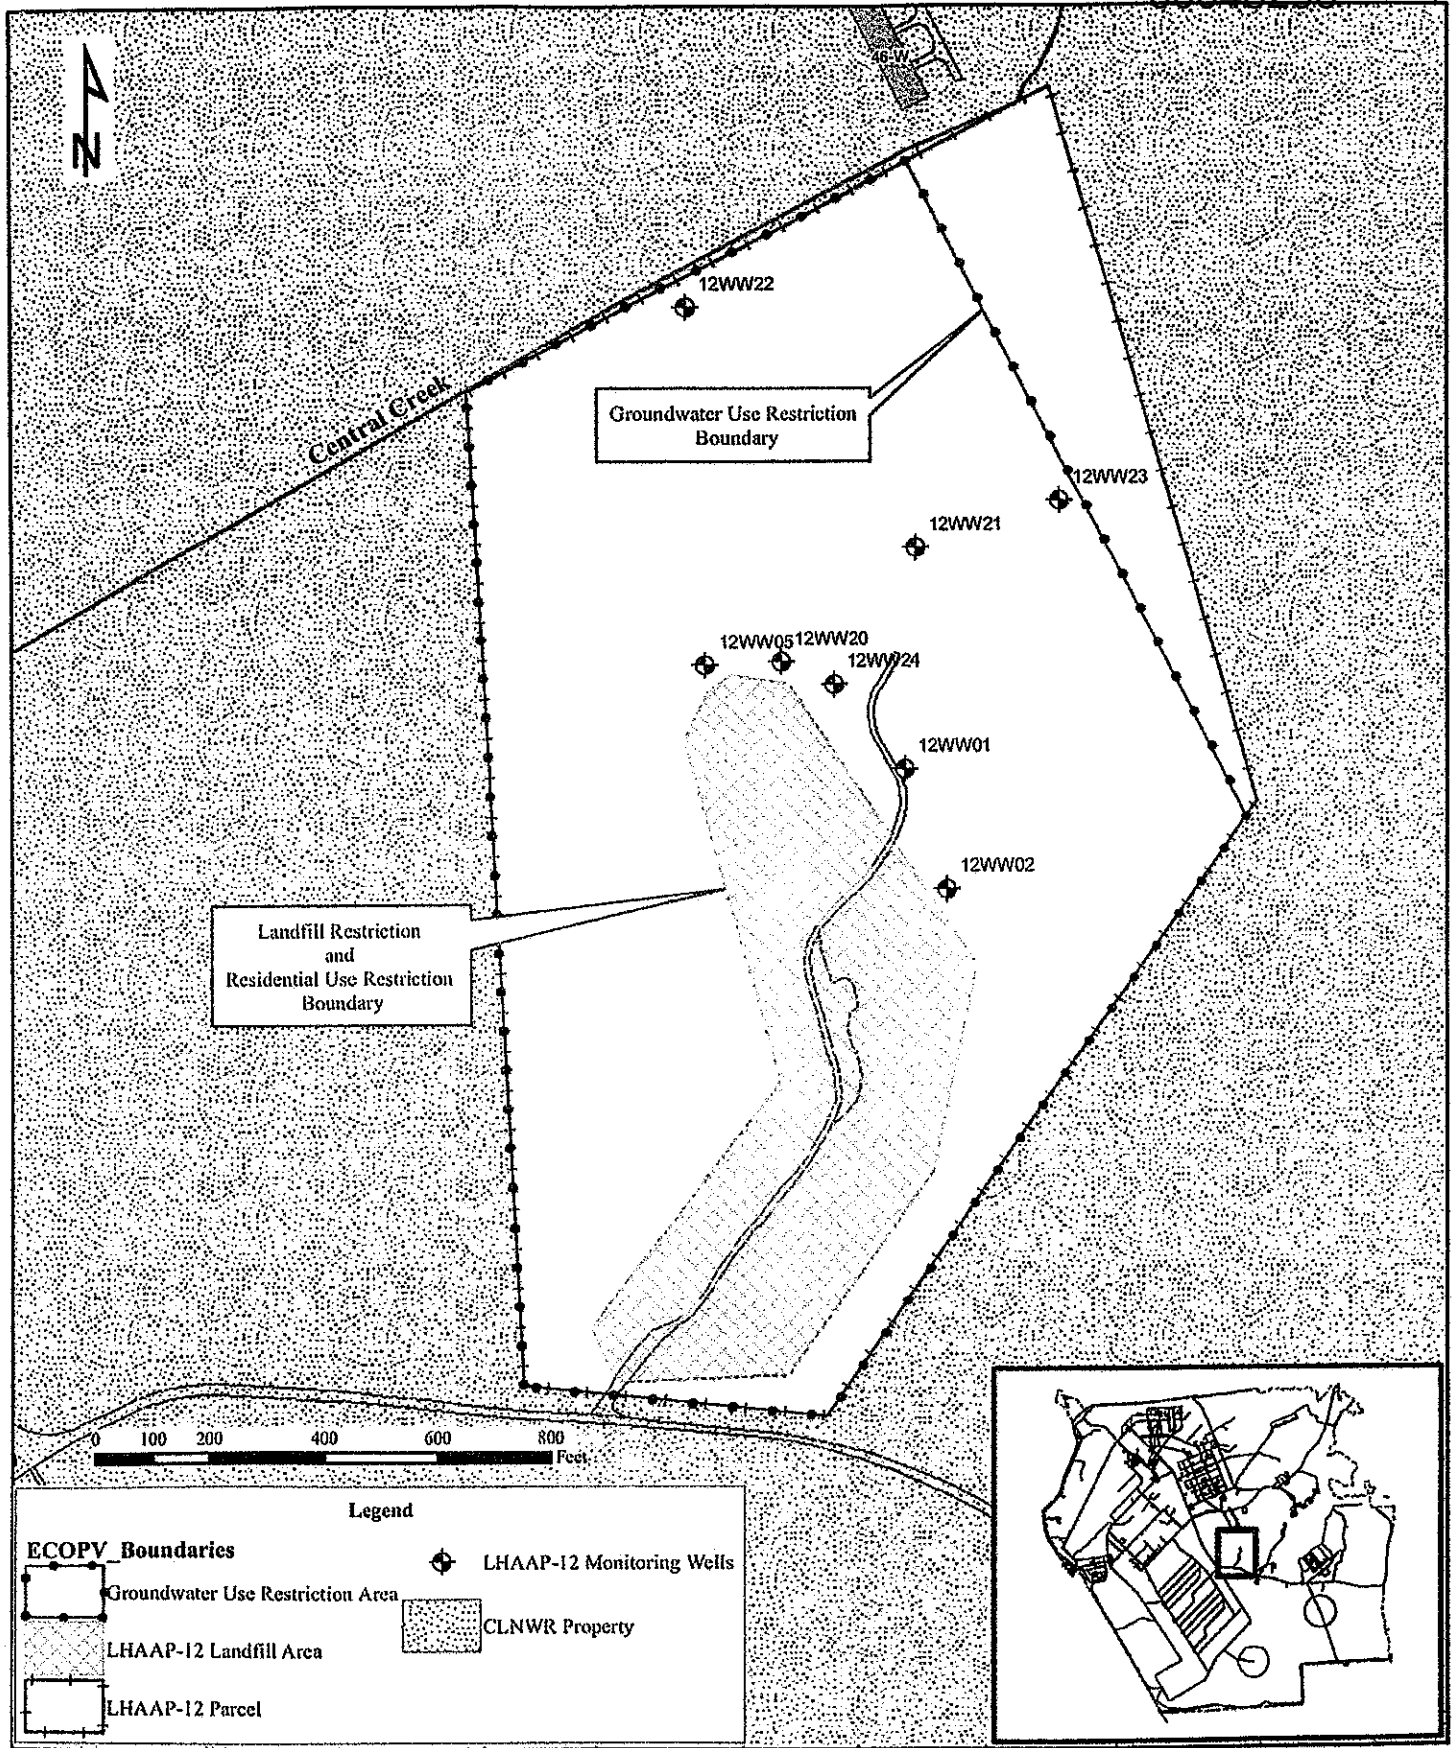 46-W
N
12WW22
Central Creek
Groundwater Use Restriction
Boundary
12WW23
12WW21
12WW05
12WW20
12WW24
12WW01
12WW02
Landfill Restriction
and
Residential Use Restriction
Boundary
0 100 200 400 600 800
Feet
Legend
ECOPV_Boundaries
Groundwater Use Restriction Area
LHAAP-12 Landfill Area
LHAAP-12 Parcel
LHAAP-12 Monitoring Wells
CLNWR Property